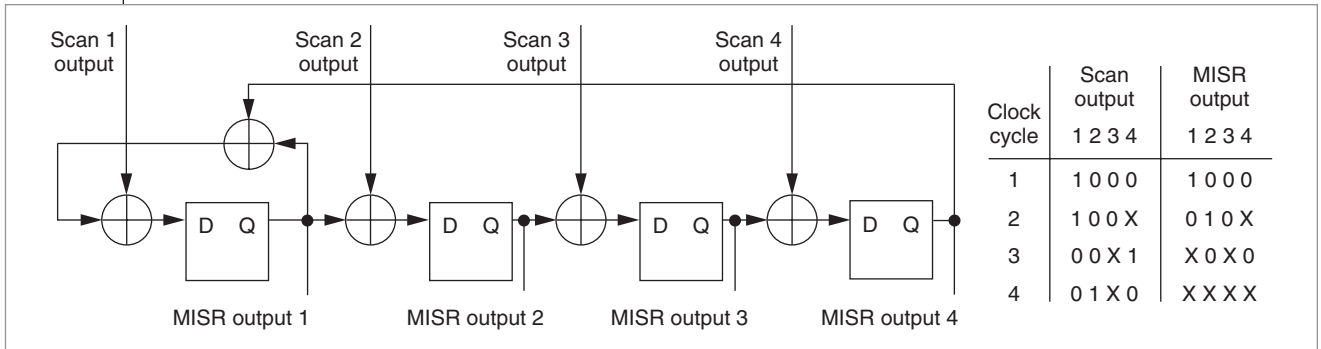 Scan 1
output
Scan 2
output
Scan 3
output
Scan 4
output
D Q
D Q
D Q
D Q
MISR output 1
MISR output 2
MISR output 3
MISR output 4
Clock
cycle
Scan
output
MISR
output
1 2 3 4
1 2 3 4
1 1 0 0 0 1 0 0 0
2 1 0 0 X 0 1 0 X
3 0 0 X 1 X 0 X 0
4 0 1 X 0 X X X X